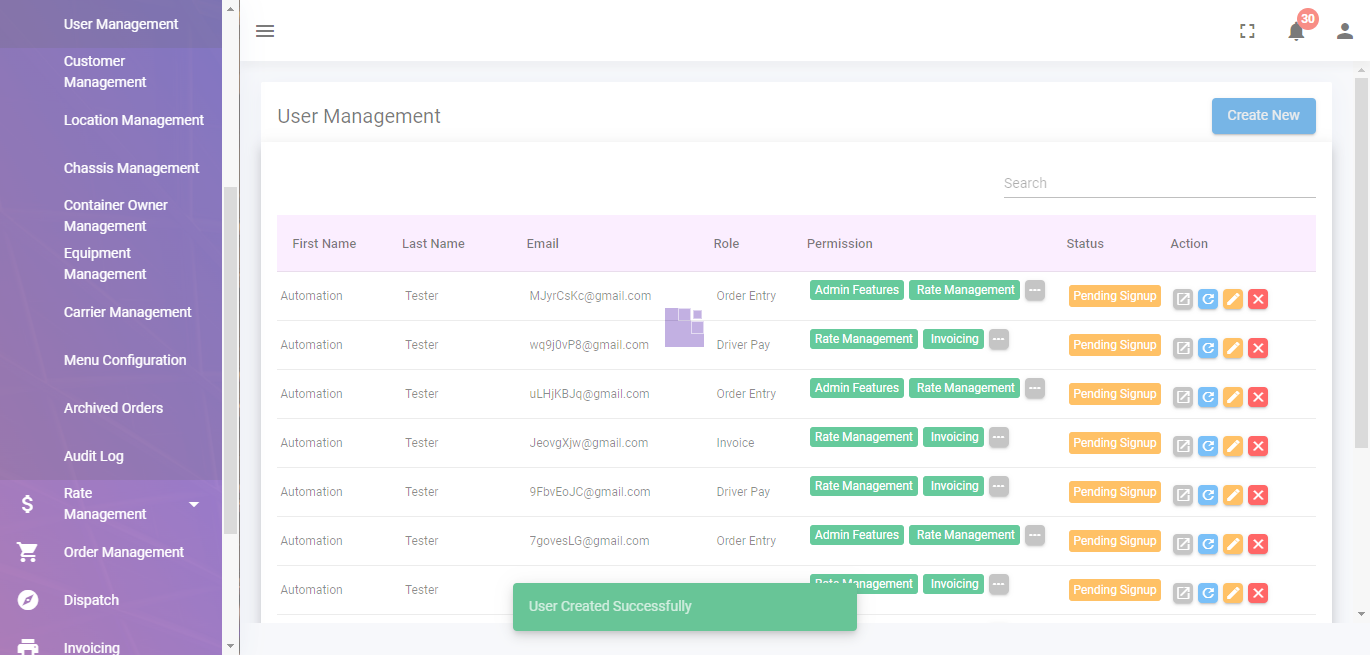 User Management
Customer
Management
Location Management
Chassis Management
Container Owner
Management
Equipment
Management
Carrier Management
Menu Configuration
Archived Orders
Audit Log
Rate
Management
Order Management
Dispatch
Invoicing
30
User Management
Create New
Search
First Name Last Name Email Role Permission Status Action
Automation Tester MJyrCsKc@gmail.com Order Entry Admin Features Rate Management --- Pending Signup
Automation Tester wq9j0vP8@gmail.com Driver Pay Rate Management Invoicing --- Pending Signup
Automation Tester uLHjKBJq@gmail.com Order Entry Admin Features Rate Management --- Pending Signup
Automation Tester JeovgXjw@gmail.com Invoice Rate Management Invoicing --- Pending Signup
Automation Tester 9FbvEoJC@gmail.com Driver Pay Rate Management Invoicing --- Pending Signup
Automation Tester 7govesLG@gmail.com Order Entry Admin Features Rate Management --- Pending Signup
Automation Tester Rate Management Invoicing --- Pending Signup
User Created Successfully